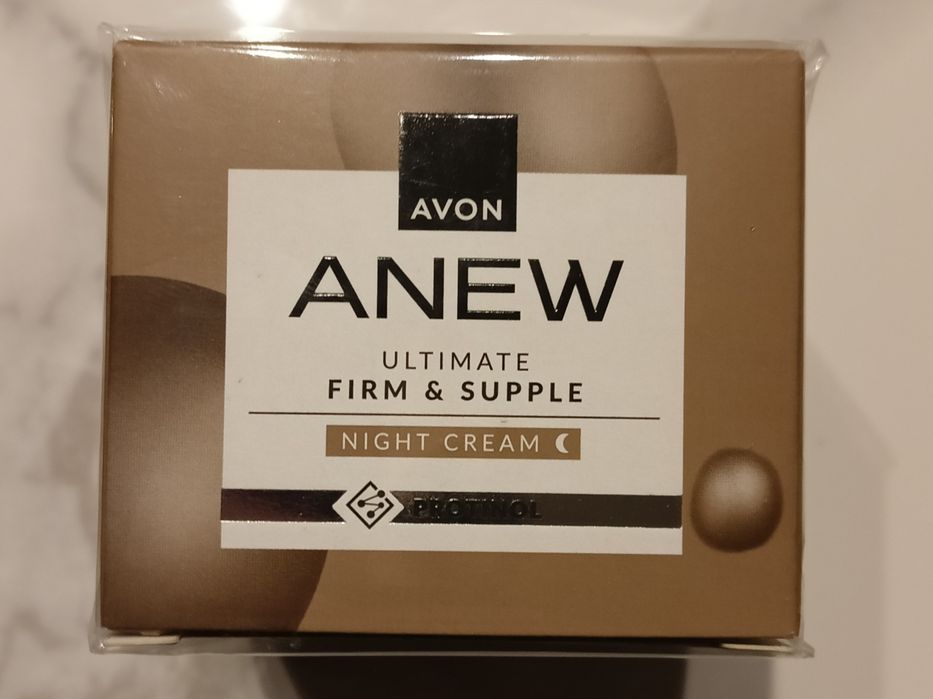 AVON
ANEW
ULTIMATE
FIRM & SUPPLE
NIGHT CREAM
PROTINOL